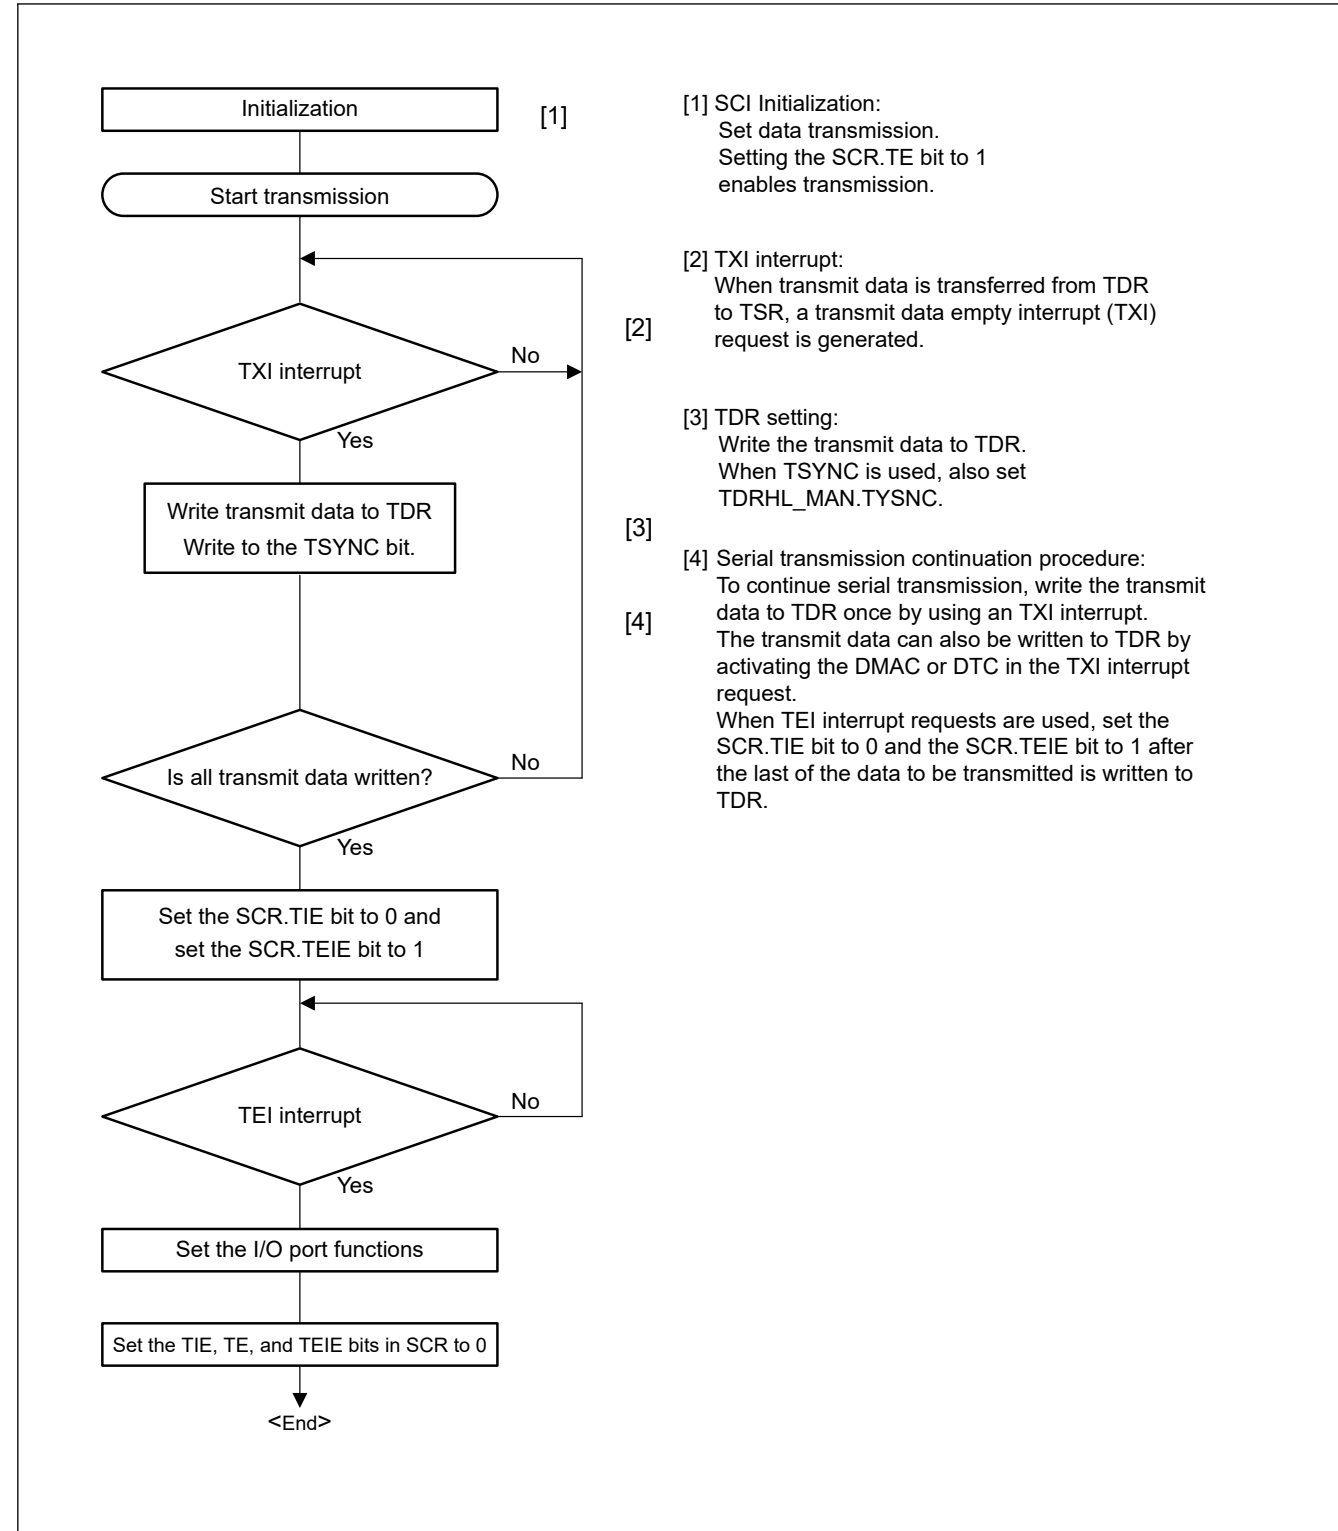 Initialization
[1]
Start transmission
TXI interrupt
No
[2]
Yes
Write transmit data to TDR
Write to the TSYNC bit.
[3]
[4]
Is all transmit data written?
No
Yes
Set the SCR.TIE bit to 0 and
set the SCR.TEIE bit to 1
TEI interrupt
No
Yes
Set the I/O port functions
Set the TIE, TE, and TEIE bits in SCR to 0
<End>
[1] SCI Initialization:
Set data transmission.
Setting the SCR.TE bit to 1
enables transmission.
[2] TXI interrupt:
When transmit data is transferred from TDR
to TSR, a transmit data empty interrupt (TXI)
request is generated.
[3] TDR setting:
Write the transmit data to TDR.
When TSYNC is used, also set
TDRHL_MAN.TYSNC.
[4] Serial transmission continuation procedure:
To continue serial transmission, write the transmit
data to TDR once by using an TXI interrupt.
The transmit data can also be written to TDR by
activating the DMAC or DTC in the TXI interrupt
request.
When TEI interrupt requests are used, set the
SCR.TIE bit to 0 and the SCR.TEIE bit to 1 after
the last of the data to be transmitted is written to
TDR.